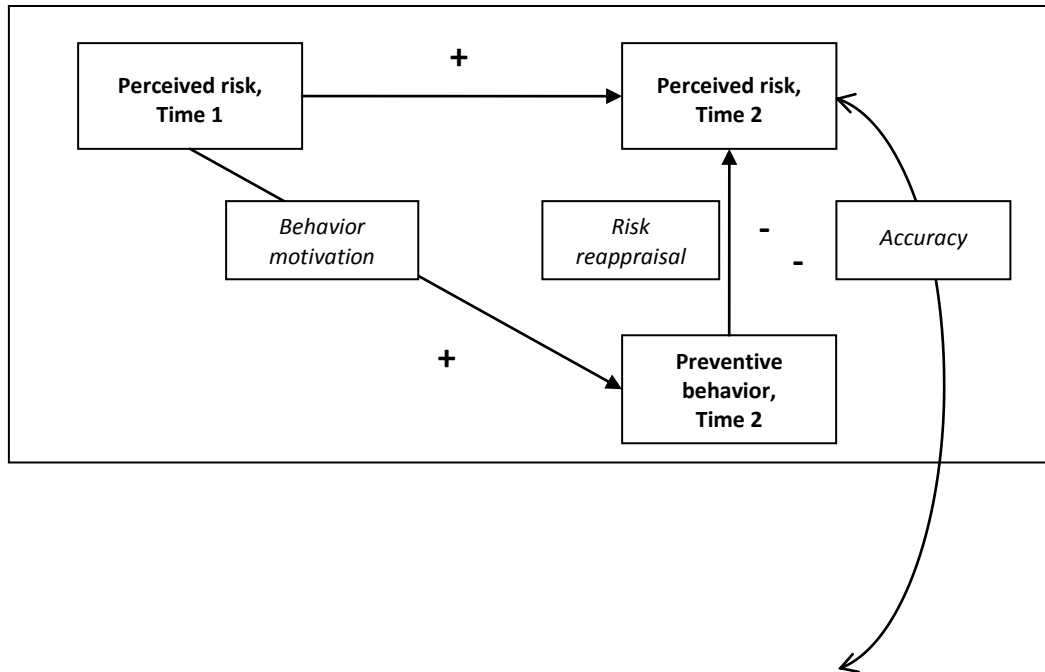 +
Perceived risk,
Time 1
Perceived risk,
Time 2
Behavior
motivation
Risk
reappraisal
-
-
Accuracy
+
Preventive
behavior,
Time 2